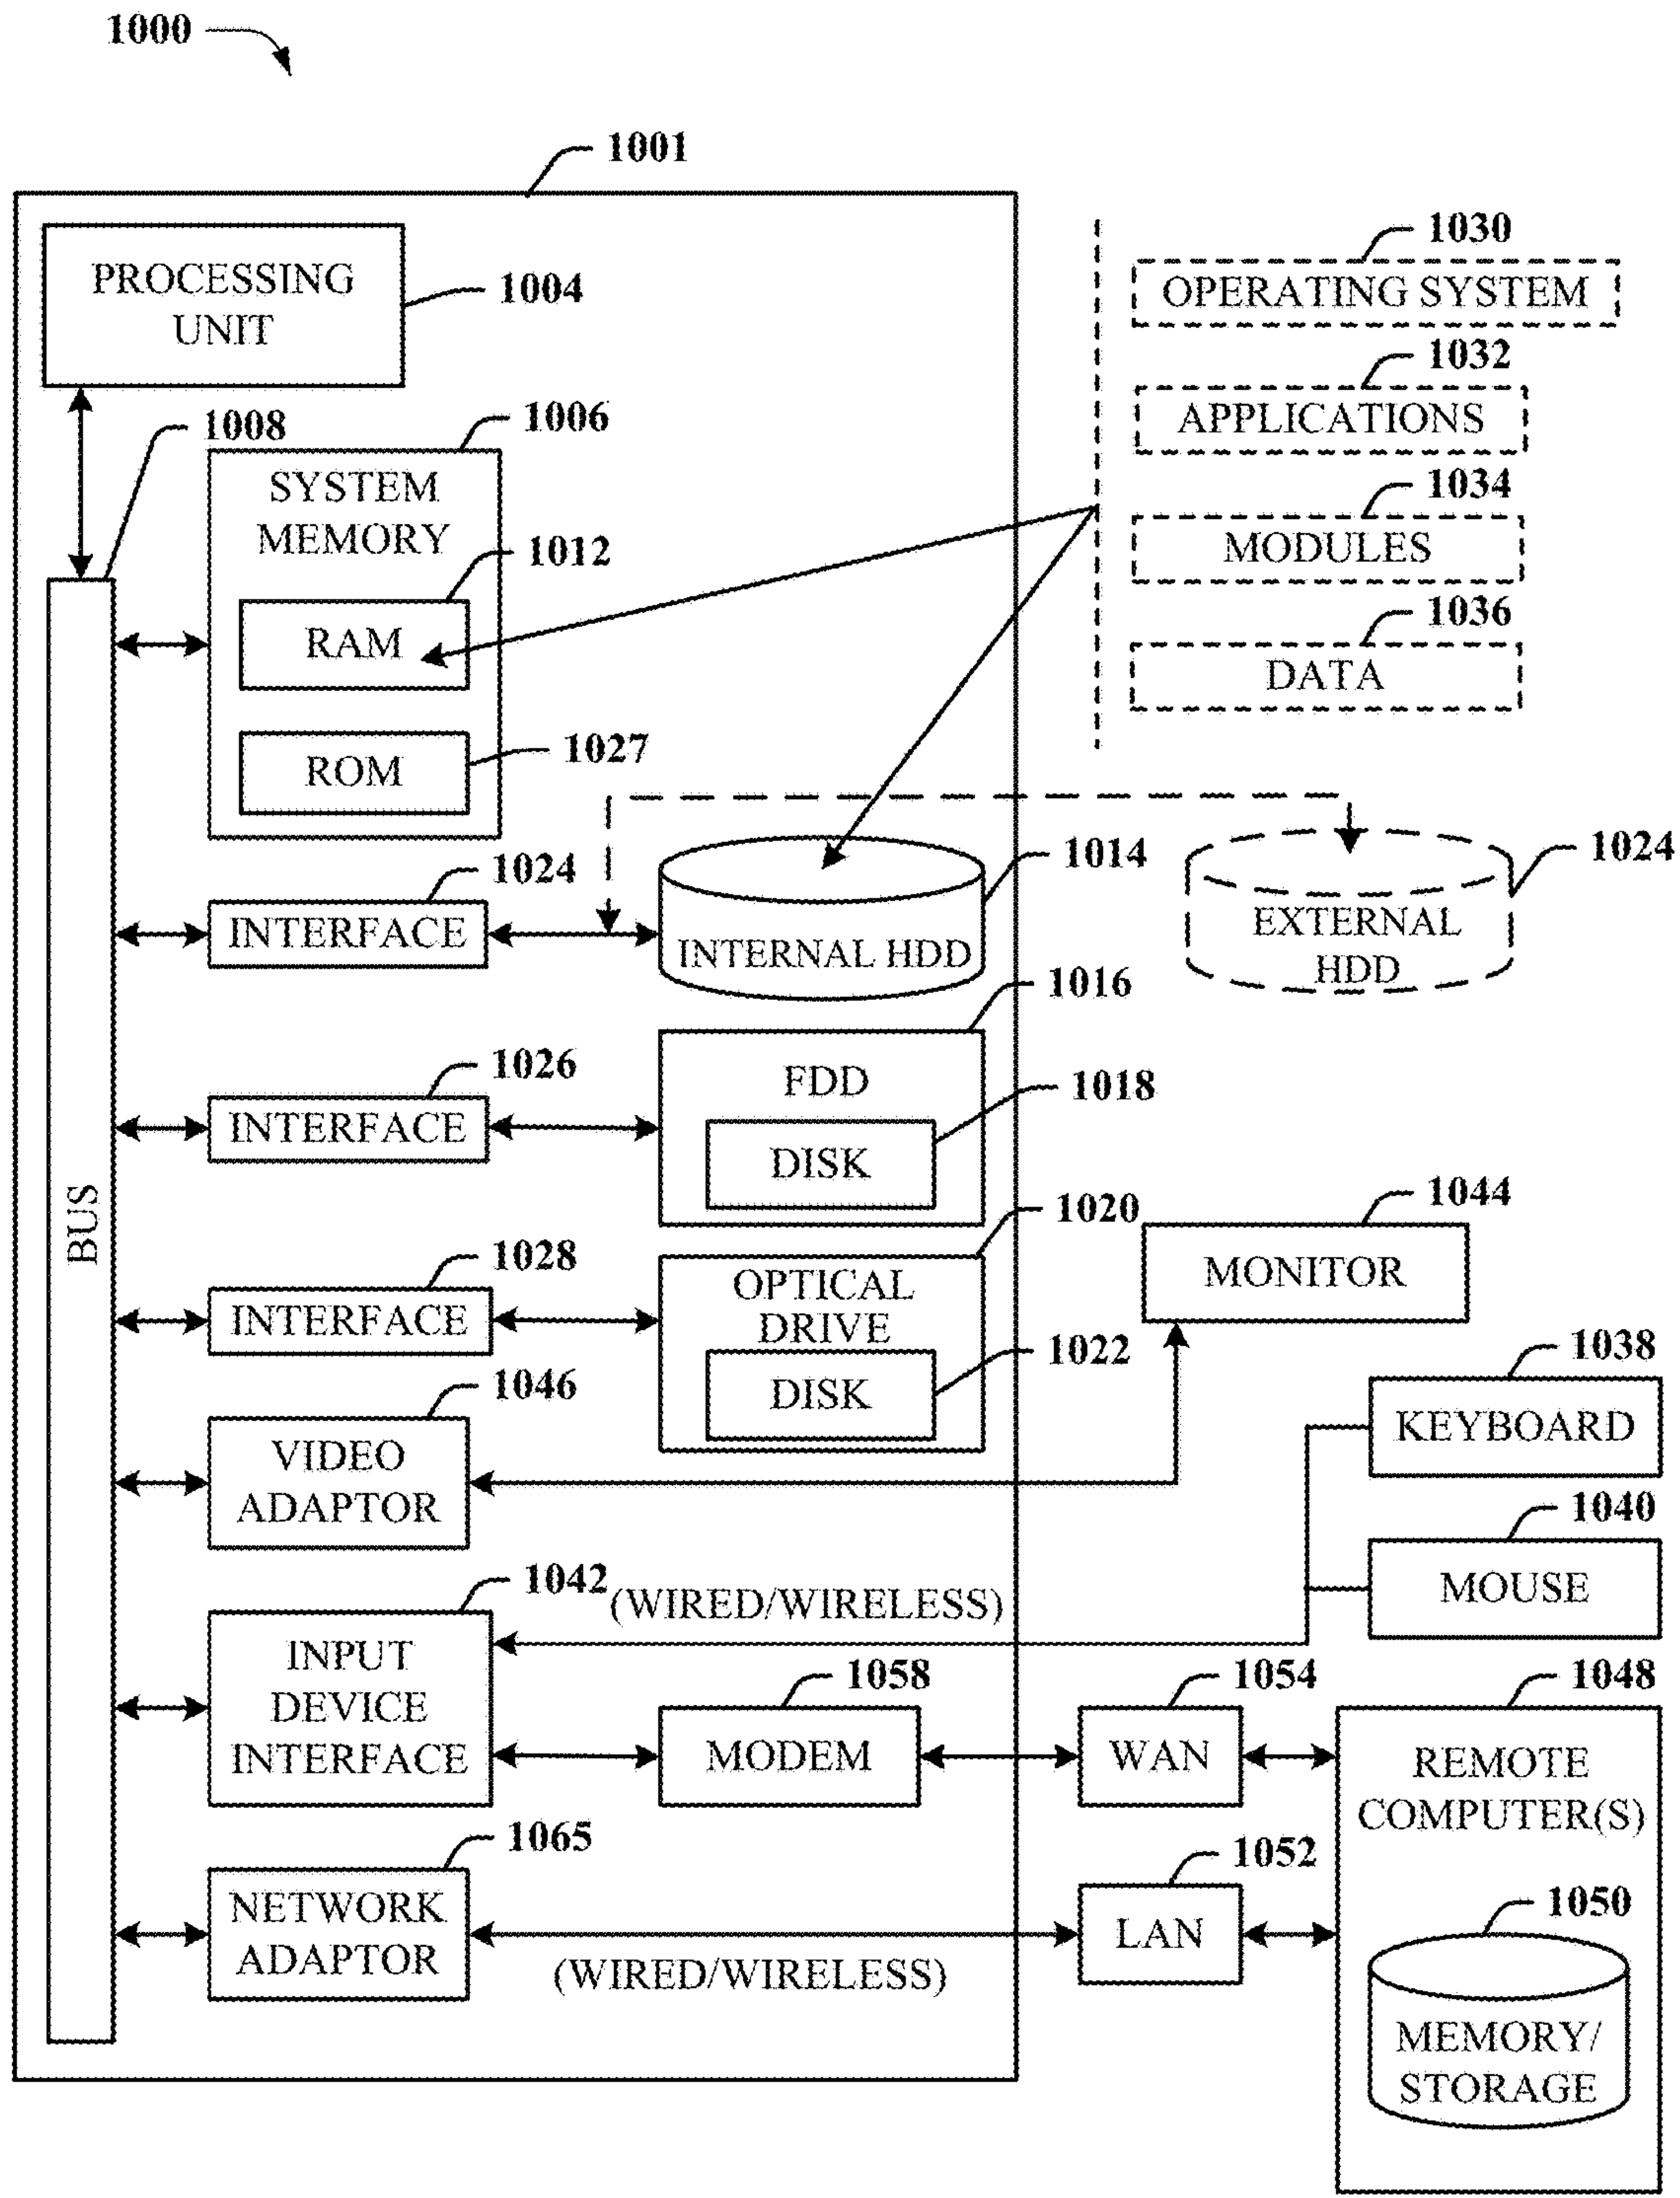 1000
1001
PROCESSING
UNIT
1004
1030
OPERATING SYSTEM
1032
APPLICATIONS
1034
MODULES
1036
DATA
1008
1006
SYSTEM
MEMORY
1012
RAM
1027
ROM
1024
INTERFACE
1014
INTERNAL HDD
1024
EXTERNAL
HDD
1016
FDD
1018
DISK
1026
INTERFACE
BUS
1020
OPTICAL
DRIVE
1022
DISK
1028
INTERFACE
1044
MONITOR
1046
VIDEO
ADAPTOR
1038
KEYBOARD
1040
MOUSE
1042
(WIRED/WIRELESS)
INPUT
DEVICE
INTERFACE
1058
MODEM
1054
WAN
1048
REMOTE
COMPUTER(S)
1065
NETWORK
ADAPTOR
(WIRED/WIRELESS)
1052
LAN
1050
MEMORY/
STORAGE